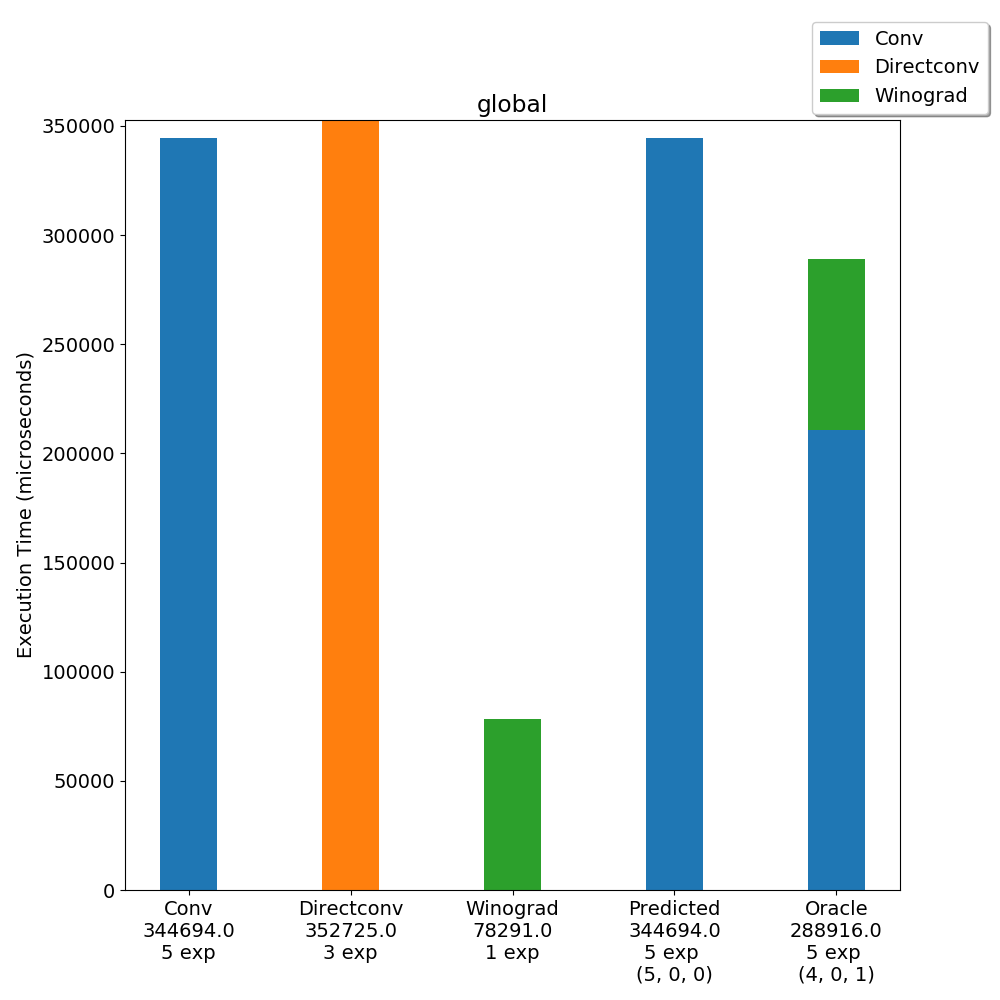 Conv
Directconv
Winograd
global
Execution Time (microseconds)
350000
300000
250000
200000
150000
100000
50000
0
Conv Directconv Winograd Predicted Oracle
344694.0 352725.0 78291.0 344694.0 288916.0
5 exp 3 exp 1 exp 5 exp 5 exp
(5, 0, 0) (4, 0, 1)